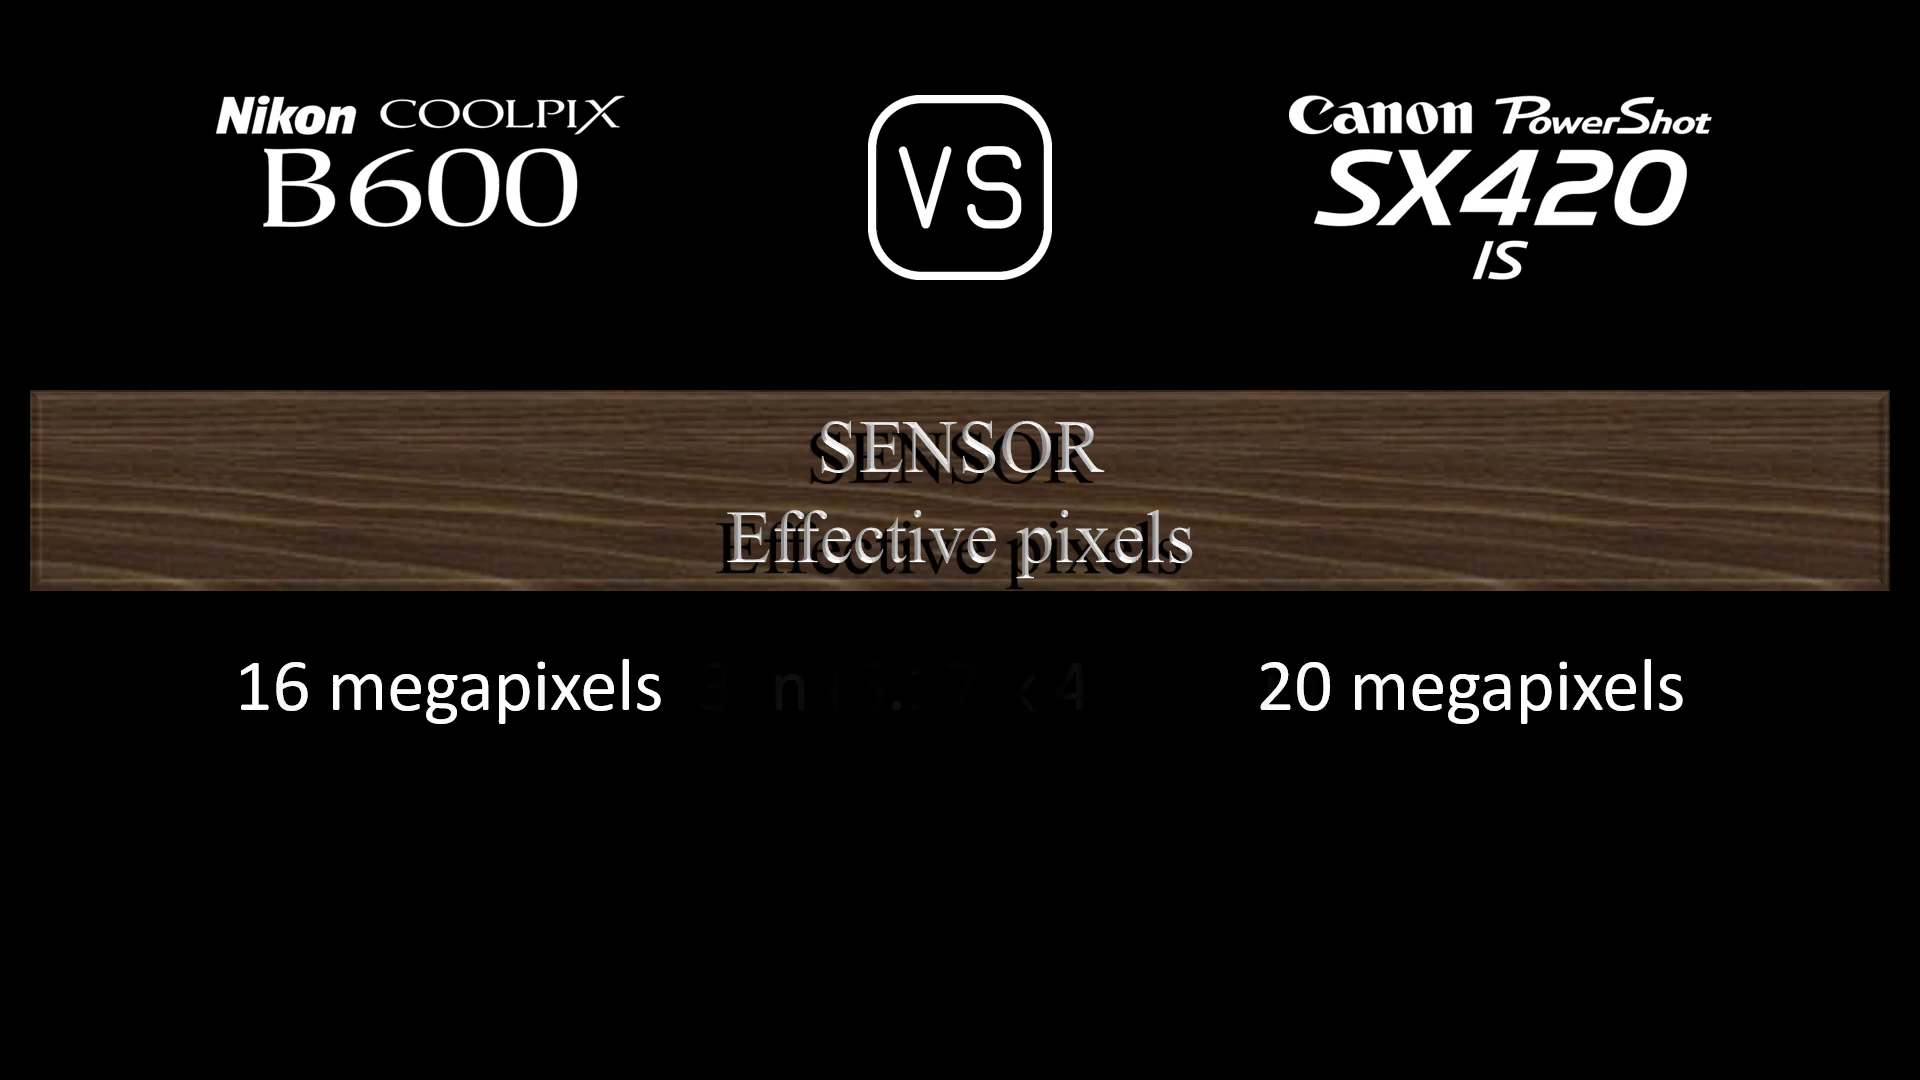 Nikon COOLPIX
B600
VS
Canon PowerShot
SX420
IS
SENSOR
Effective pixels
16 megapixels
20 megapixels